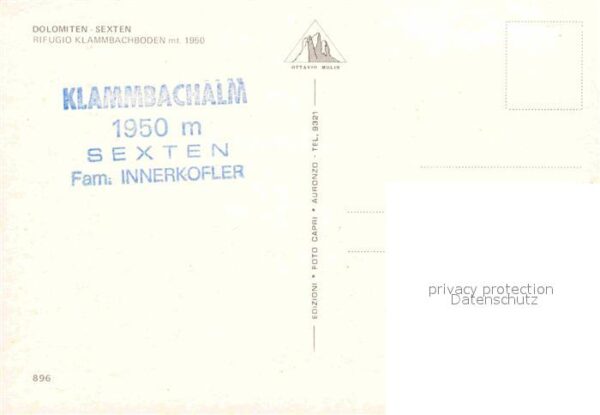 DOLOMITEN - SEXTEN
RIFUGIO KLAMMBACHBODEN mt. 1950
OTTAVIO MOLIN
KLAMMBACHALM
1950 m
SEXTEN
Fam. INNERKOFLER
EDIZIONI * FOTO CAPRI * AURONZO - TEL. 9321
privacy protection
Datenschutz
896